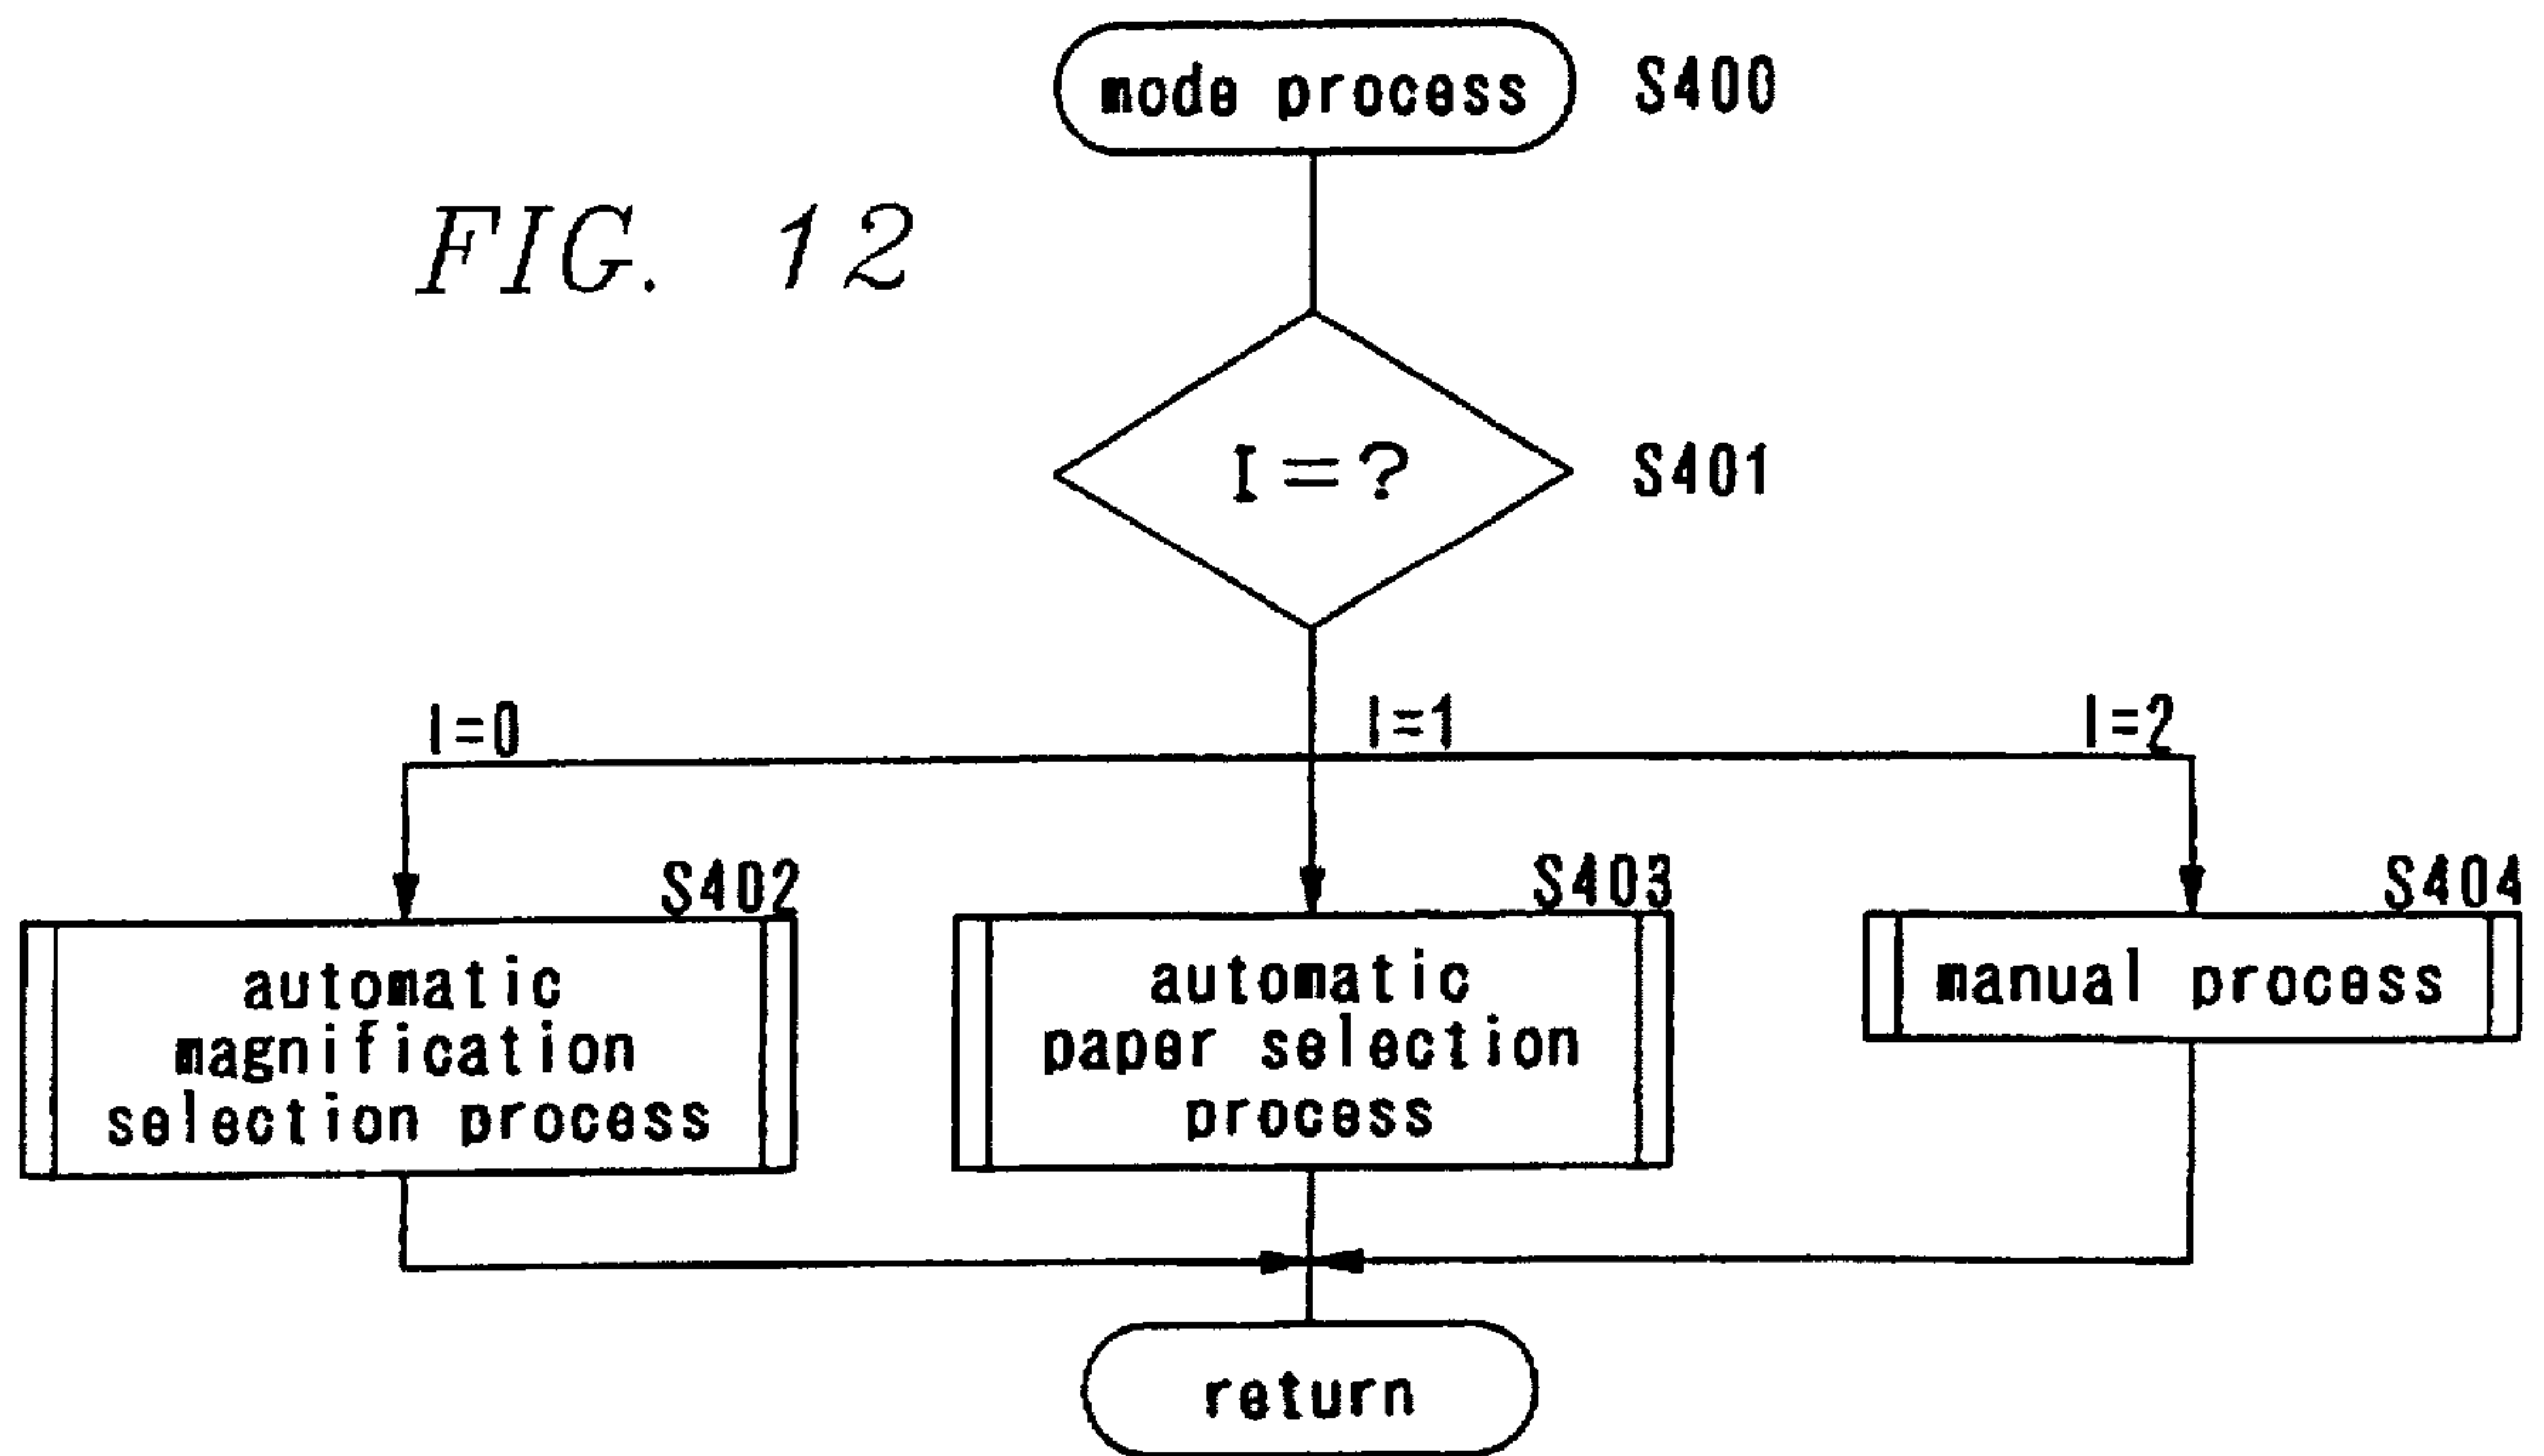 mode process S400
FIG. 12
I=? S401
I=0 I=1 I=2
S402 S403 S404
automatic
magnification
selection process
automatic
paper selection
process
manual process
return